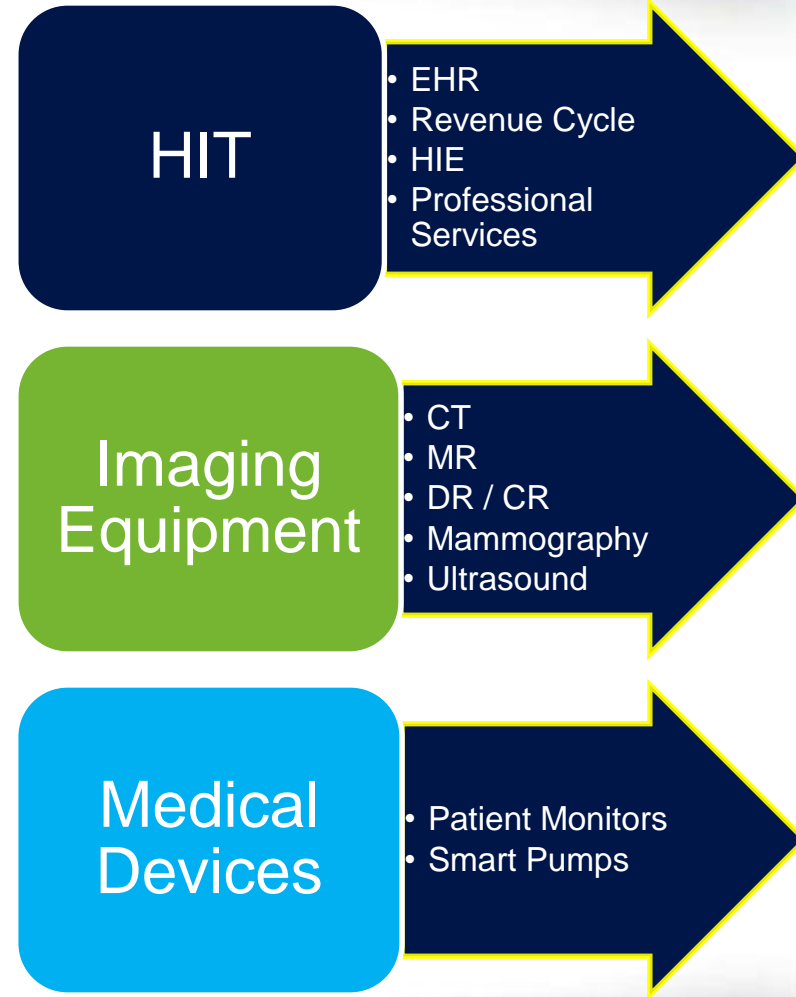 HIT
• EHR
• Revenue Cycle
• HIE
• Professional
Services
Imaging
Equipment
• CT
• MR
• DR / CR
• Mammography
• Ultrasound
Medical
Devices
• Patient Monitors
• Smart Pumps